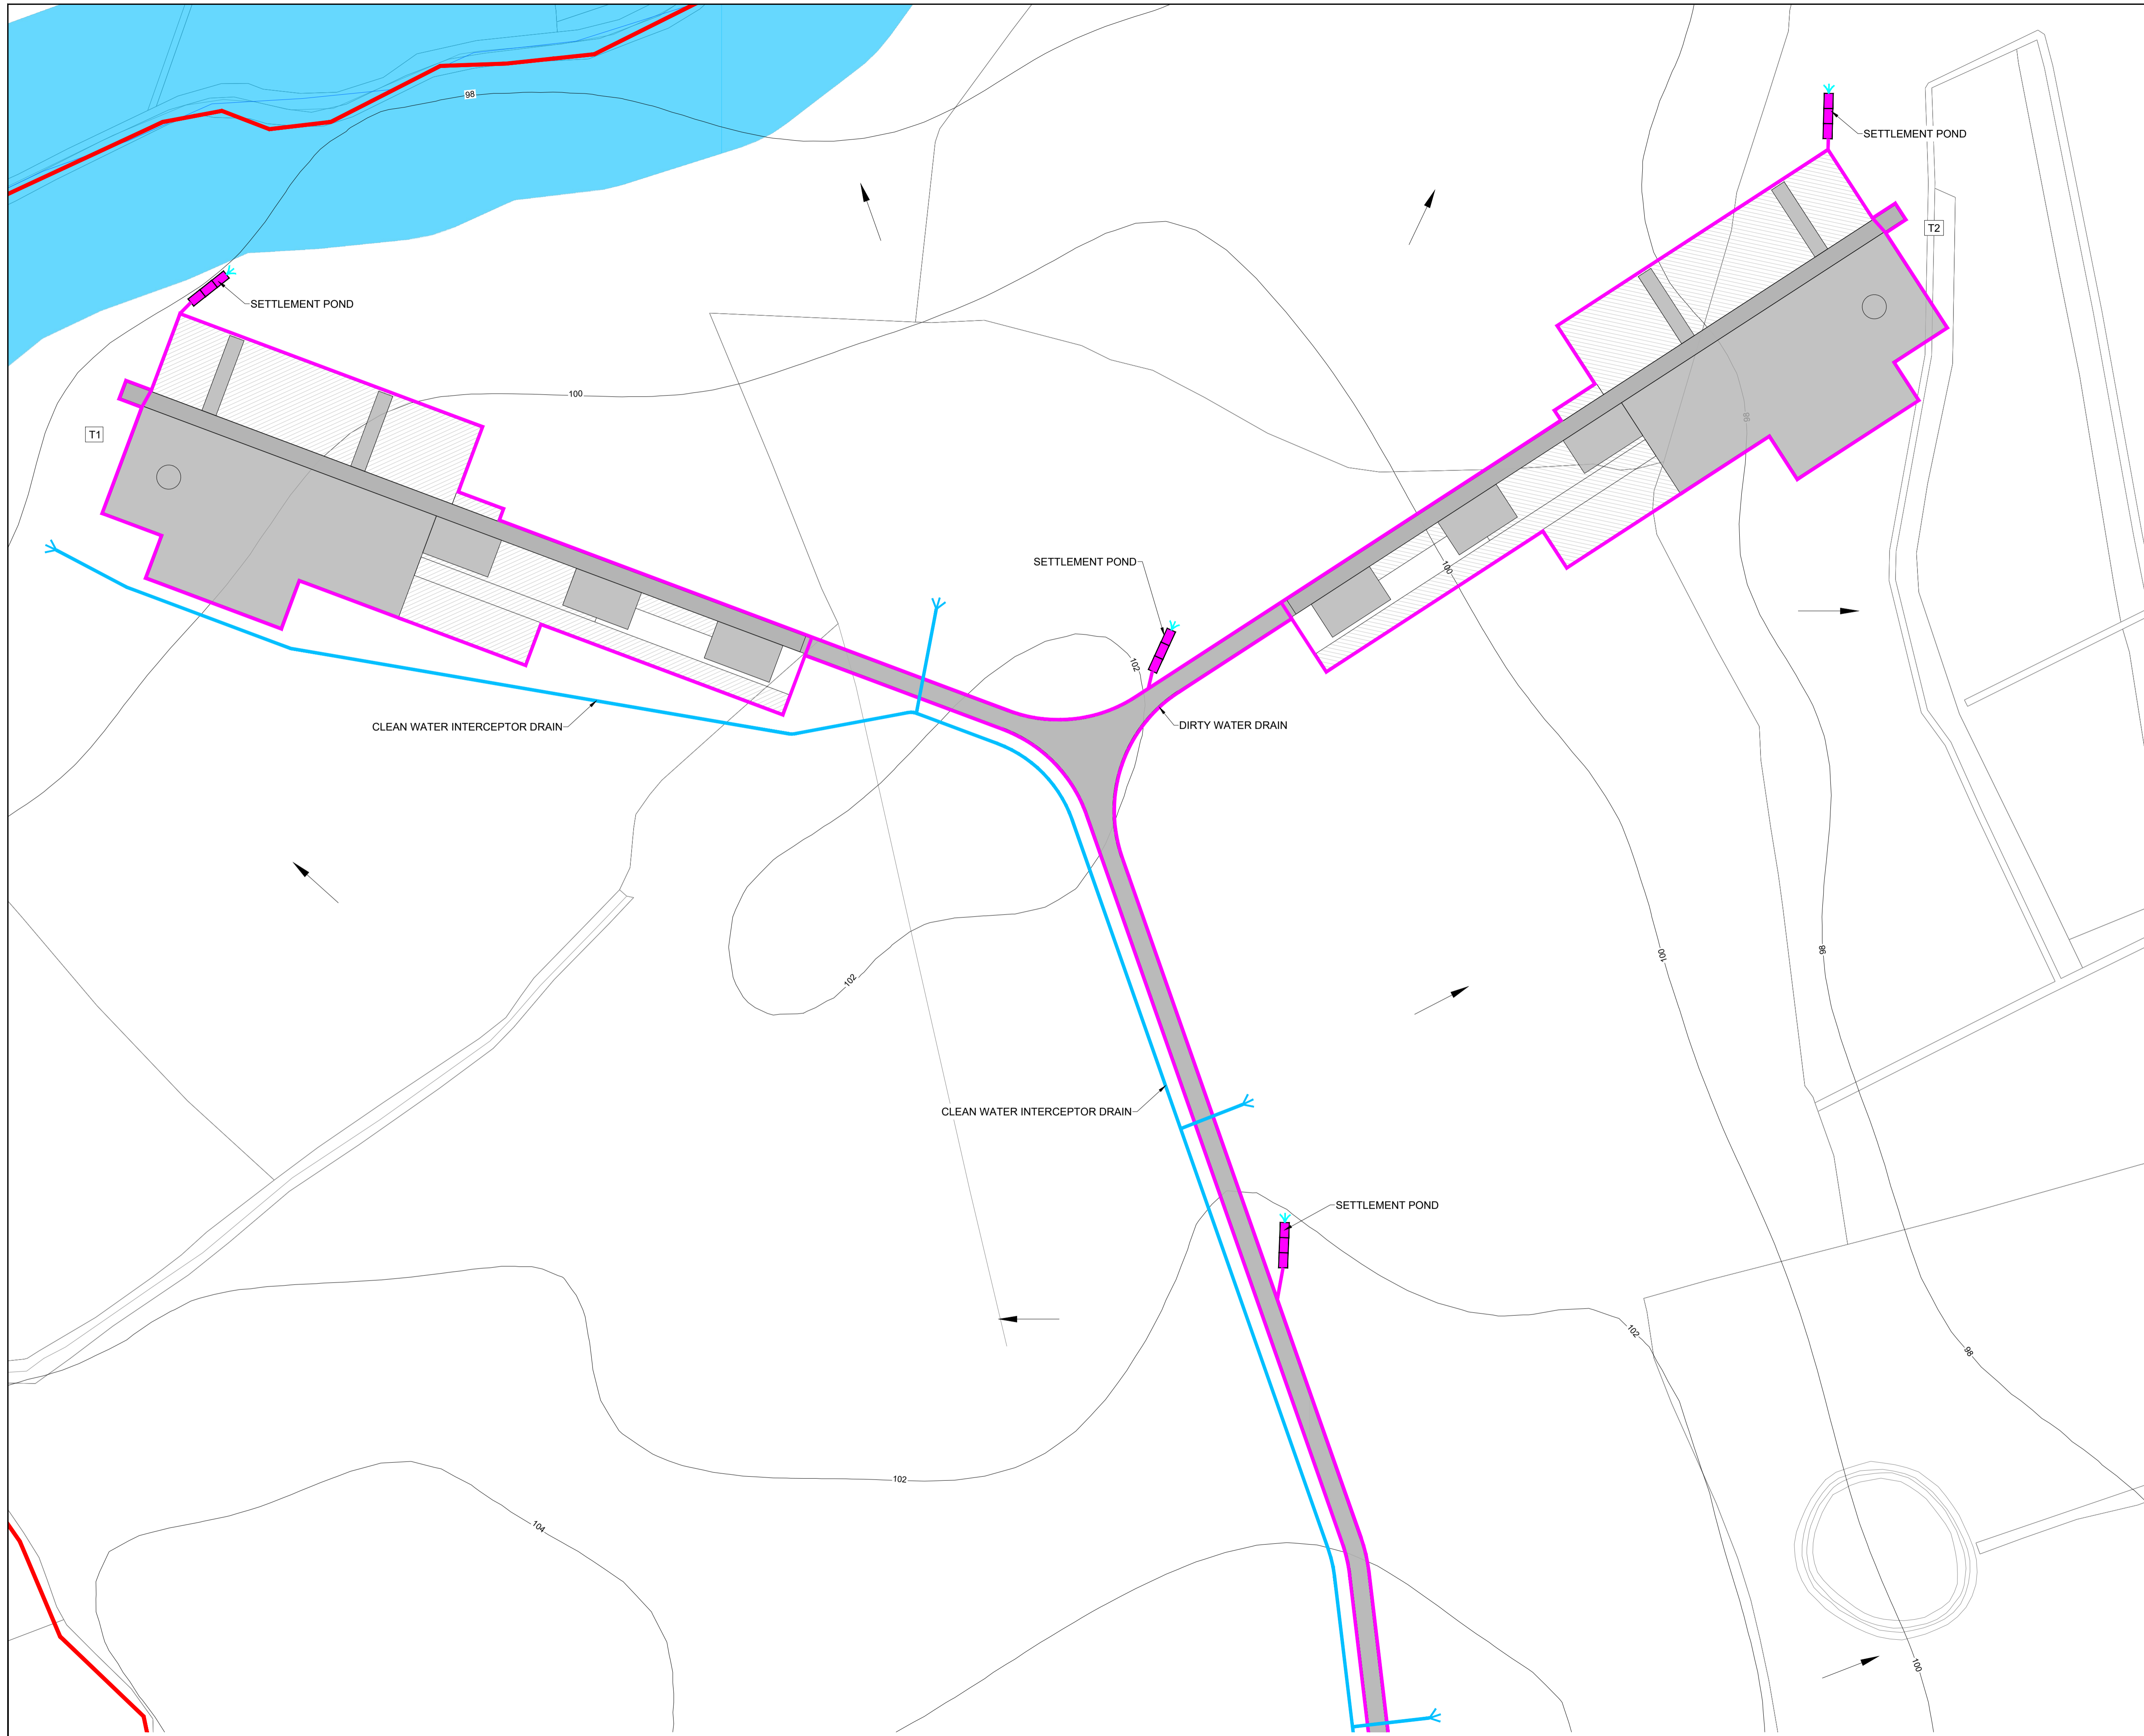 98
SETTLEMENT POND
T2
SETTLEMENT POND
100
98
T1
SETTLEMENT POND
100
102
DIRTY WATER DRAIN
CLEAN WATER INTERCEPTOR DRAIN
98
100
102
CLEAN WATER INTERCEPTOR DRAIN
SETTLEMENT POND
102
98
102
104
100